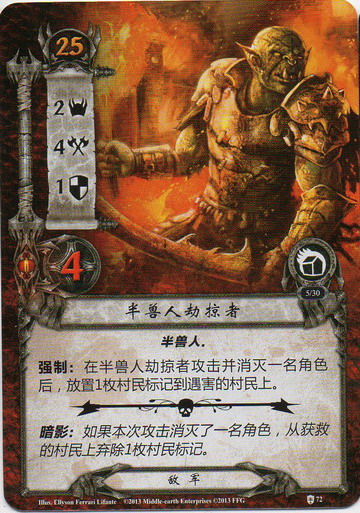 25
2
4
1
4
5/30
半兽人劫掠者
半兽人.
强制：在半兽人劫掠者攻击并消灭一名角色
后，放置1枚村民标记到遇害的村民上。
暗影：如果本次攻击消灭了一名角色，从获救
的村民上弃除1枚村民标记。
敌军
Illus. Ellyson Ferrari Lifante ©2013 Middle-earth Enterprises ©2013 FFG 72